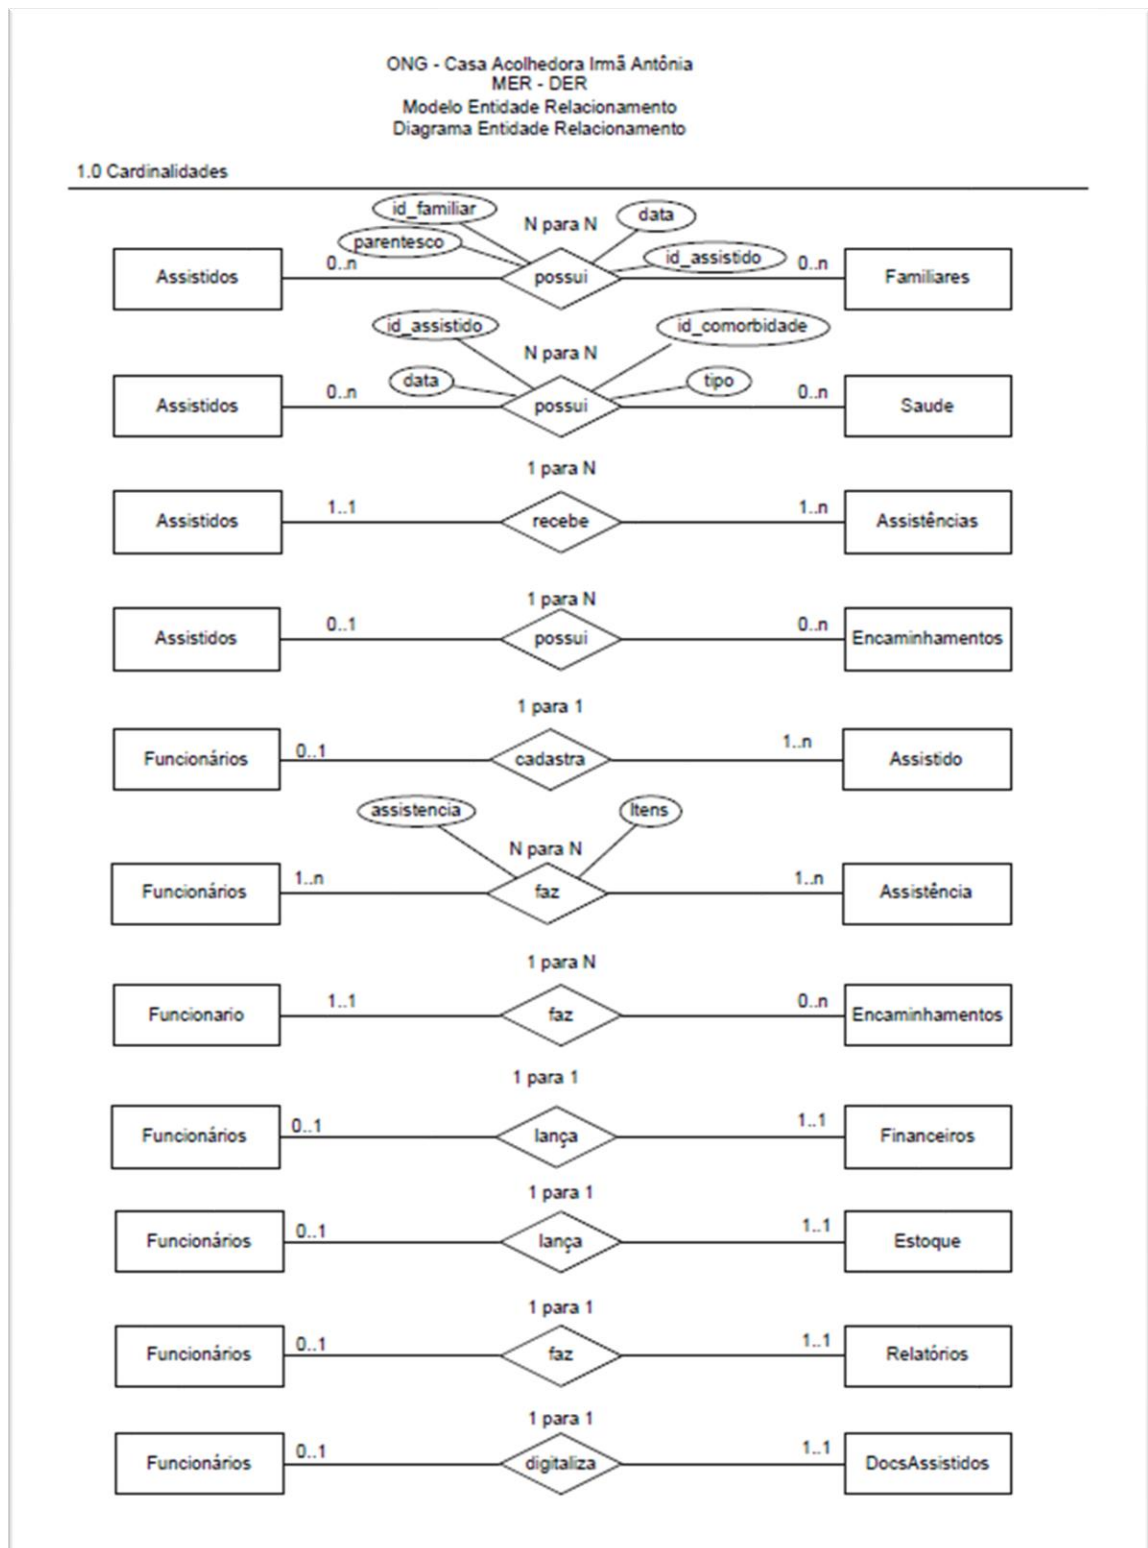 ONG - Casa Acolhedora Irmã Antônia
MER - DER
Modelo Entidade Relacionamento
Diagrama Entidade Relacionamento
1.0 Cardinalidades
id_familiar
N para N
data
parentesco
id_assistido
Assistidos
0..n
possui
0..n
Familiares
id_assistido
id_comorbidade
N para N
data
tipo
Assistidos
0..n
possui
0..n
Saude
1 para N
Assistidos
1..1
recebe
1..n
Assistências
1 para N
Assistidos
0..1
possui
0..n
Encaminhamentos
1 para 1
Funcionários
0..1
cadastra
1..n
Assistido
assistencia
Itens
N para N
Funcionários
1..n
faz
1..n
Assistência
1 para N
Funcionario
1..1
faz
0..n
Encaminhamentos
1 para 1
Funcionários
0..1
lança
1..1
Financeiros
1 para 1
Funcionários
0..1
lança
1..1
Estoque
1 para 1
Funcionários
0..1
faz
1..1
Relatórios
1 para 1
Funcionários
0..1
digitaliza
1..1
DocsAssistidos